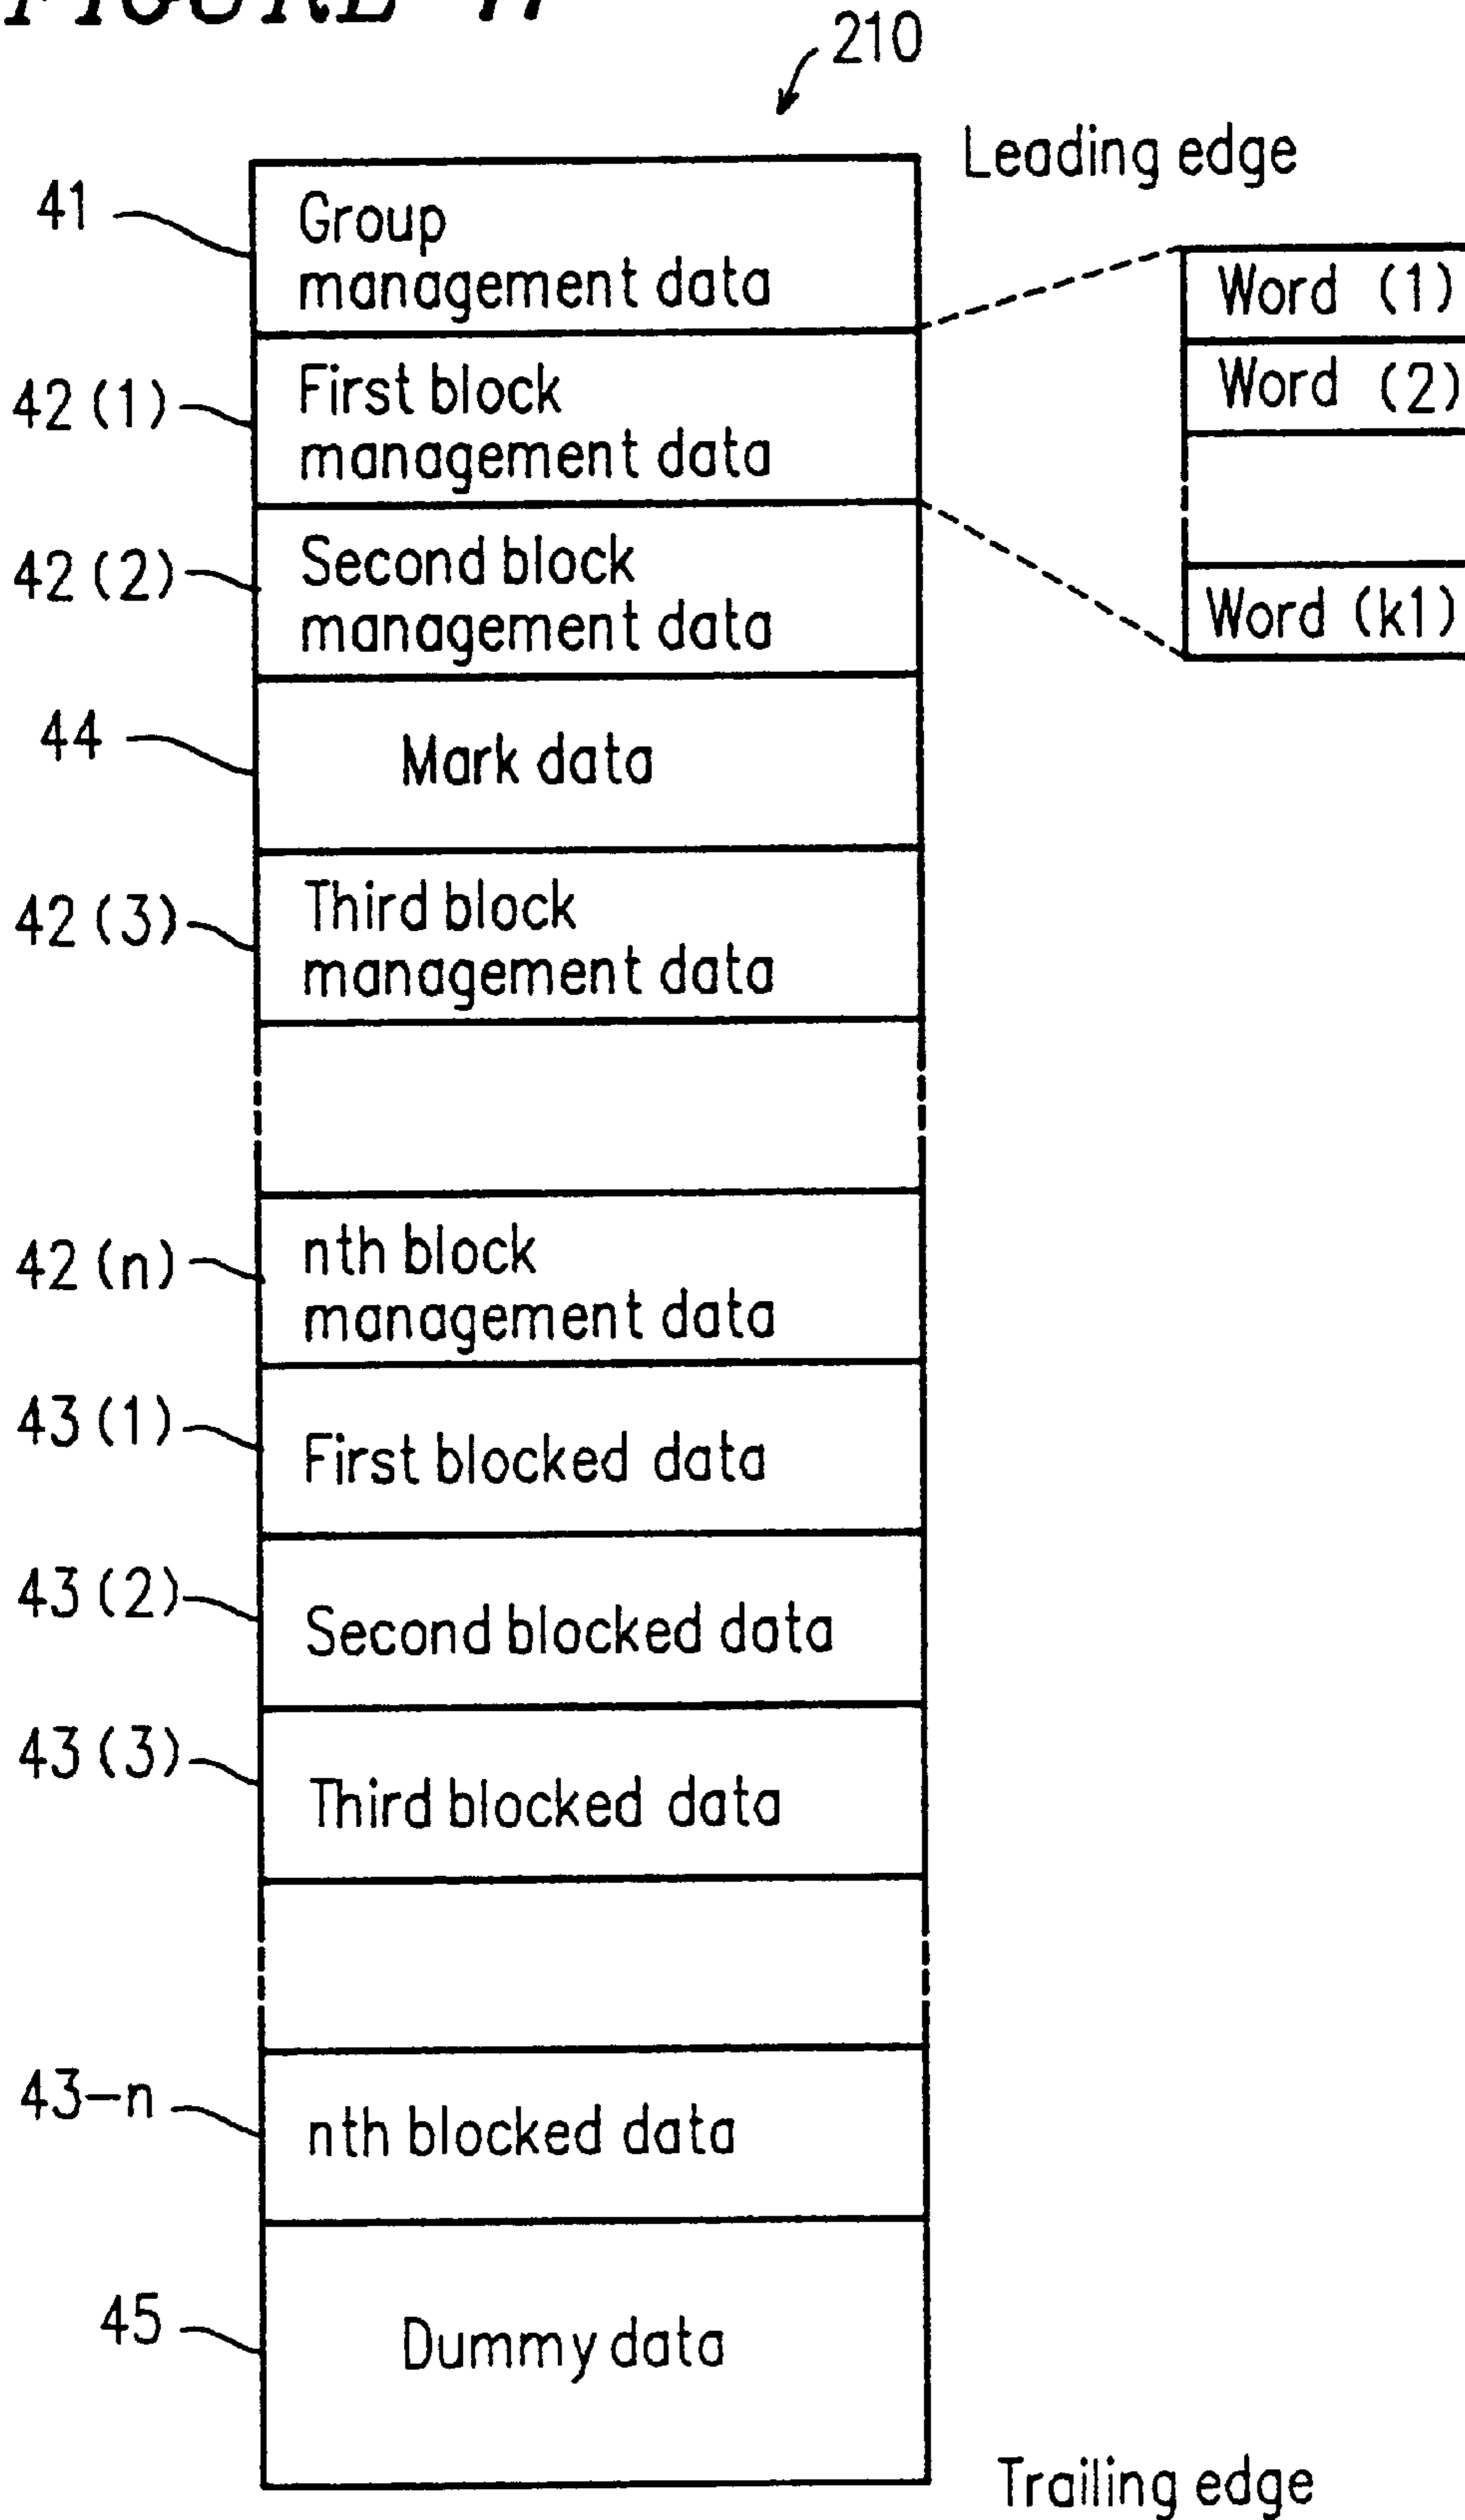 210
Leading edge
41
Group
management data
Word (1)
42(1)
First block
management data
Word (2)
42(2)
Second block
management data
Word (k1)
44
Mark data
42(3)
Third block
management data
42(n)
nth block
management data
43(1)
First blocked data
43(2)
Second blocked data
43(3)
Third blocked data
43-n
nth blocked data
45
Dummy data
Trailing edge